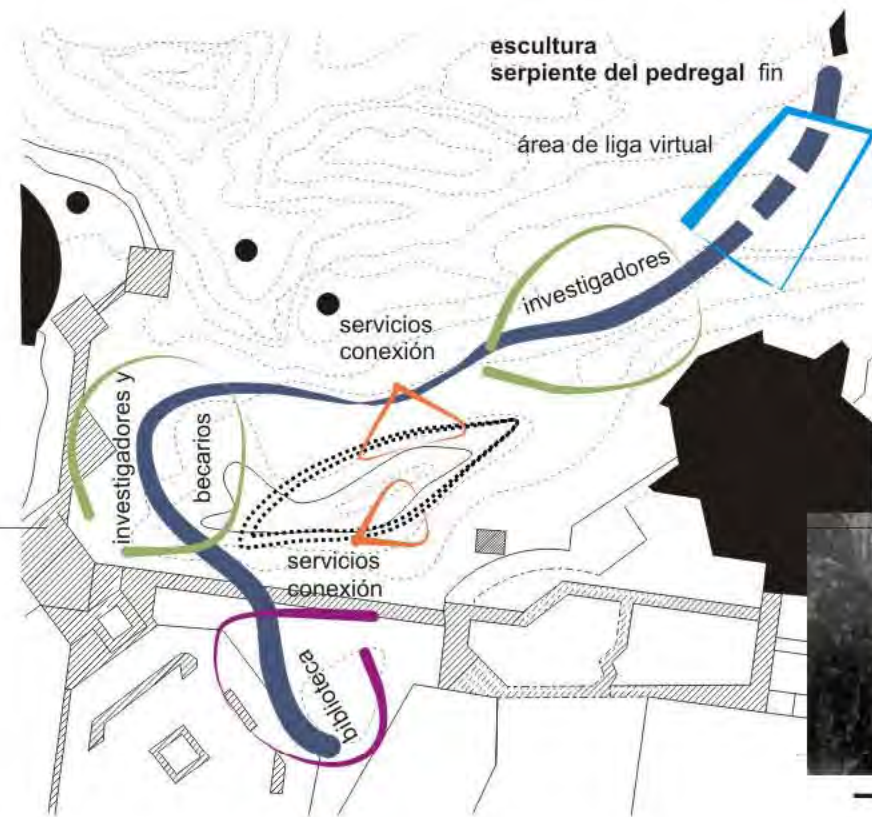 escultura
serpiente del pedregal fin
área de liga virtual
investigadores
servicios
conexión
investigadores y
becarios
servicios
conexión
biblioteca